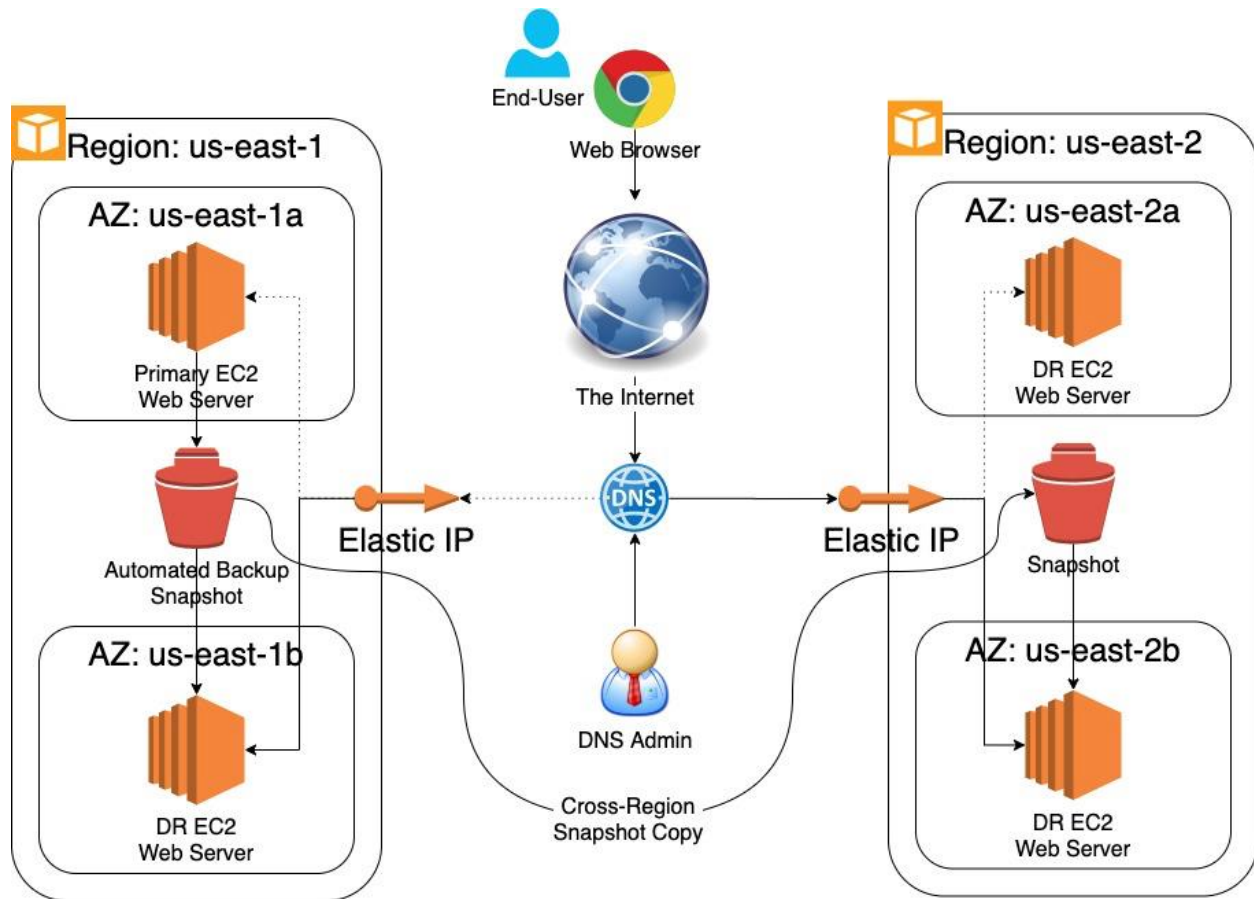 End-User
Web Browser
Region: us-east-1
Region: us-east-2
AZ: us-east-1a
AZ: us-east-2a
Primary EC2
Web Server
The Internet
DR EC2
Web Server
DNS
Elastic IP
Elastic IP
Automated Backup
Snapshot
Snapshot
AZ: us-east-1b
AZ: us-east-2b
DNS Admin
DR EC2
Web Server
Cross-Region
Snapshot Copy
DR EC2
Web Server